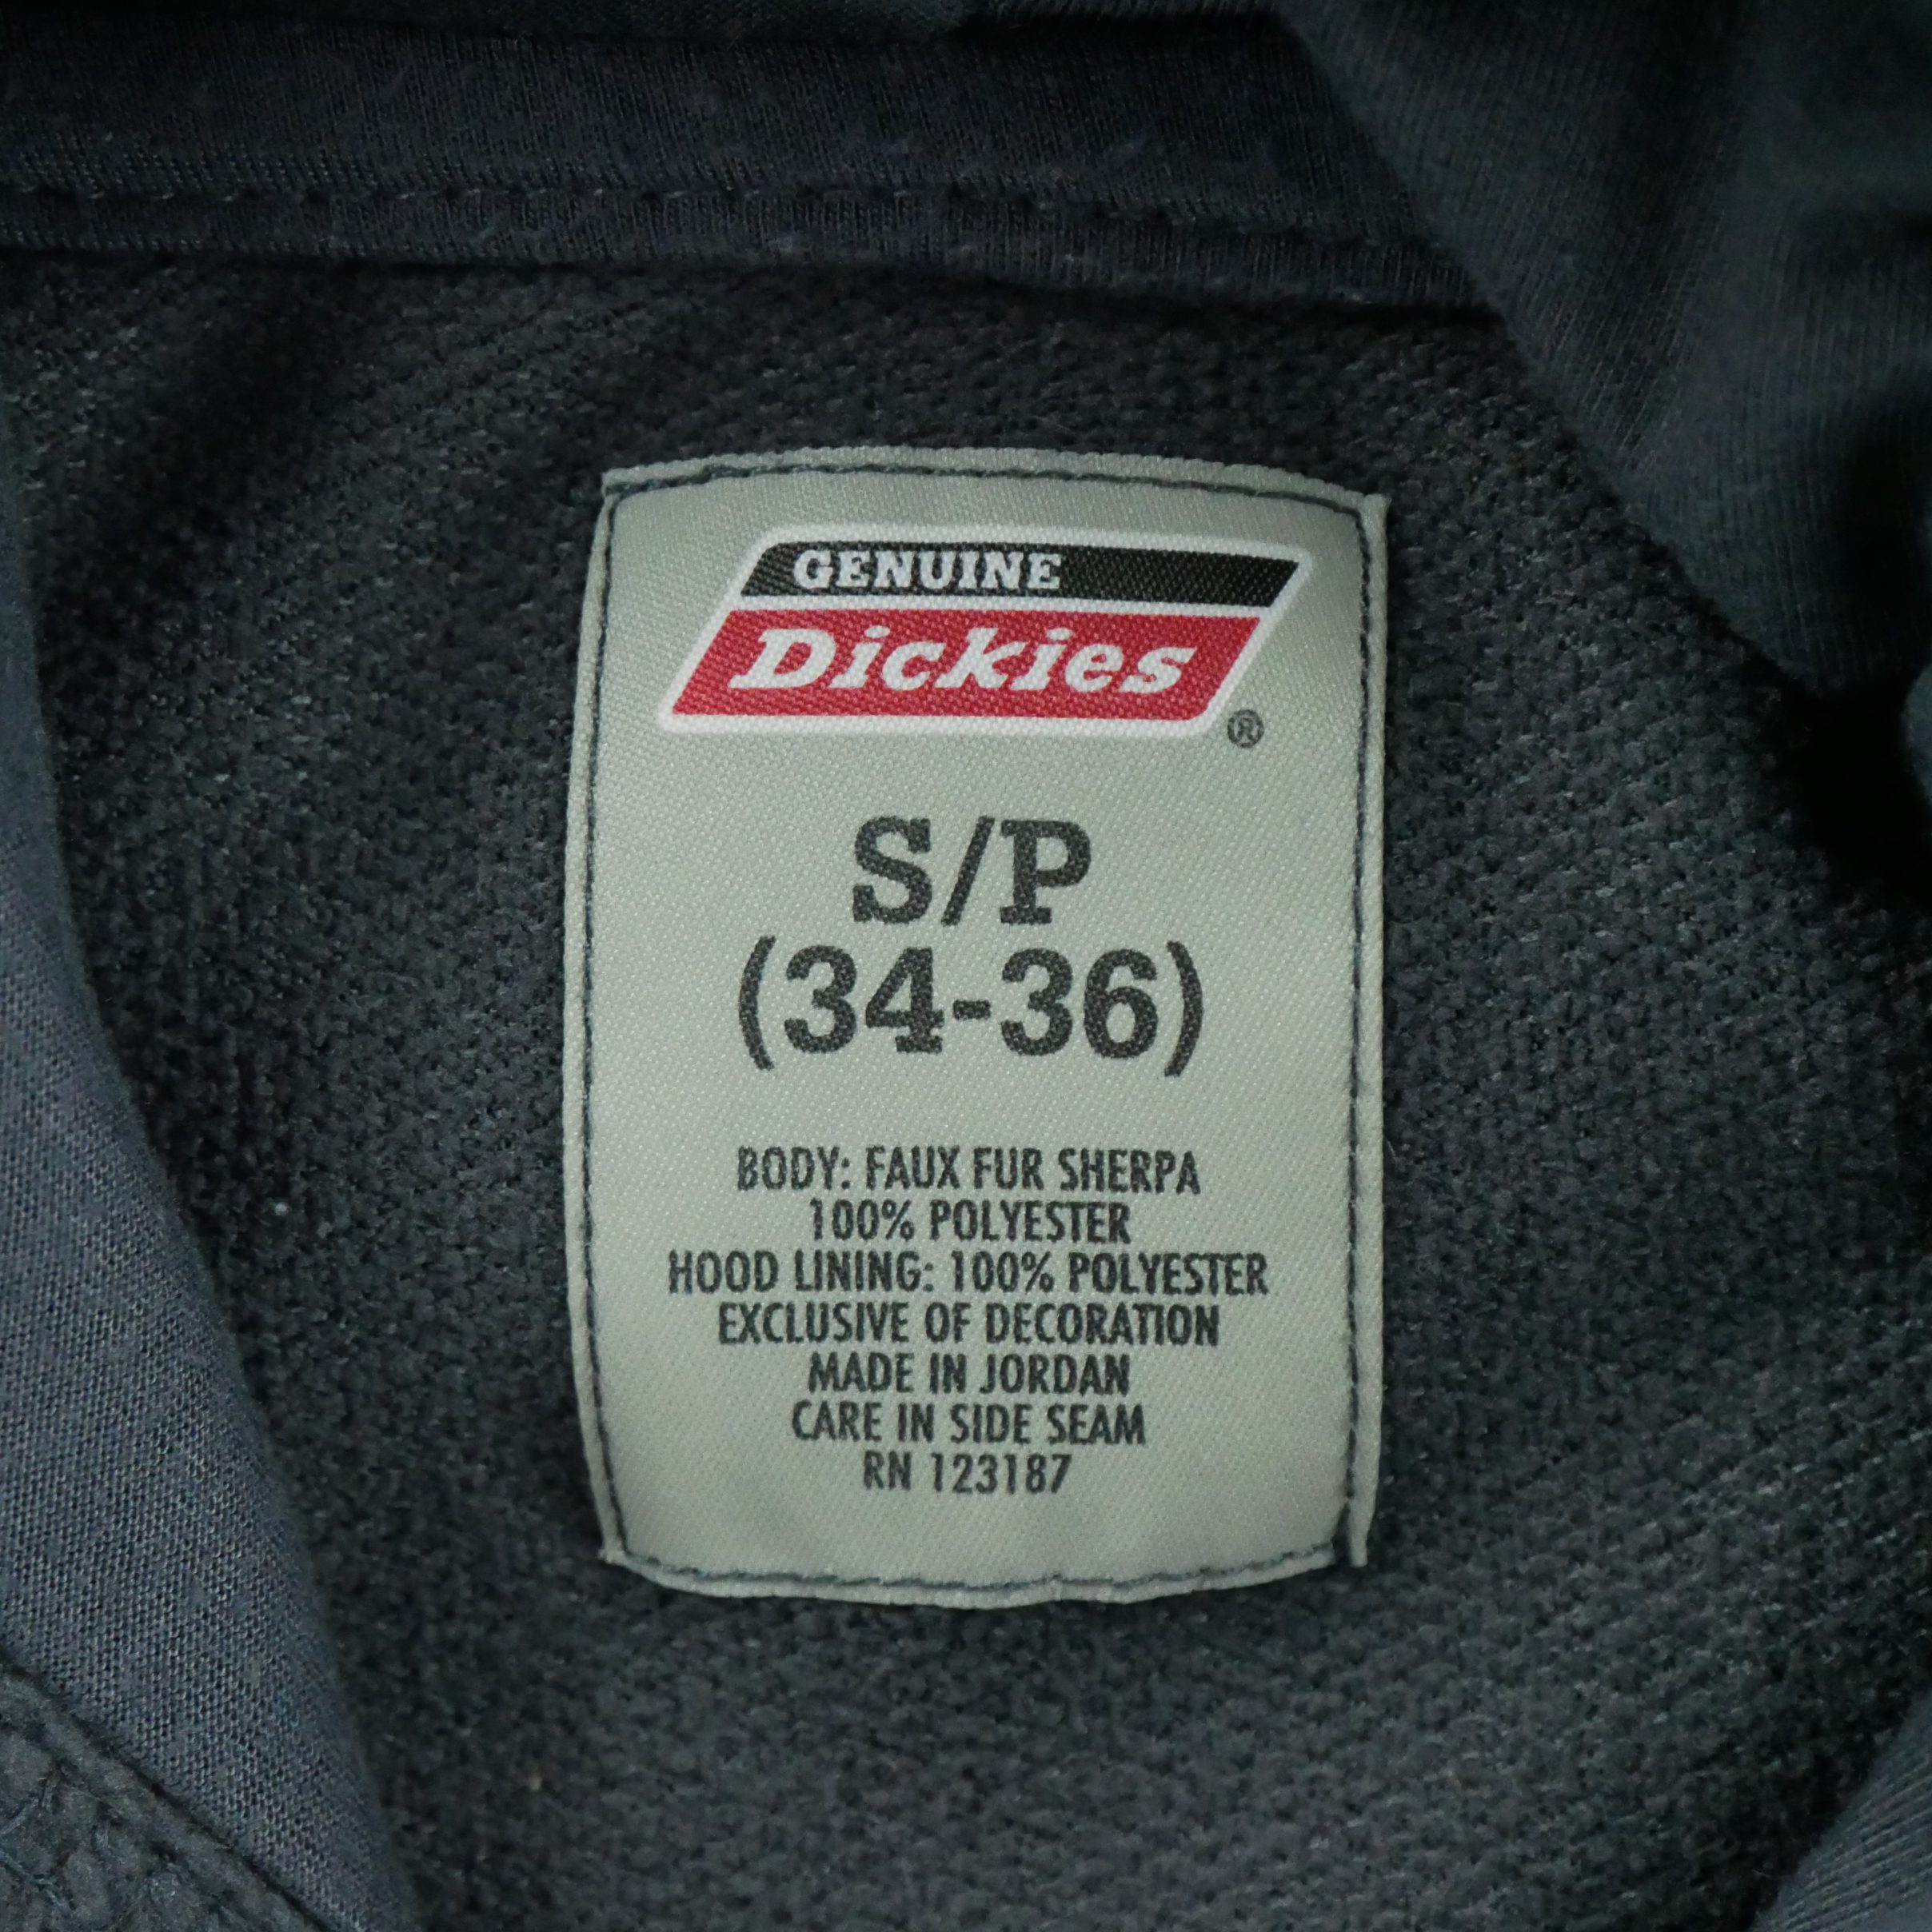 GENUINE
Dickies
®
S/P
(34-36)
BODY: FAUX FUR SHERPA
100% POLYESTER
HOOD LINING: 100% POLYESTER
EXCLUSIVE OF DECORATION
MADE IN JORDAN
CARE IN SIDE SEAM
RN 123187